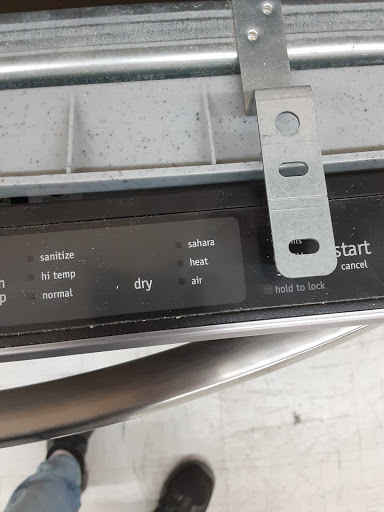 sanitize
hi temp
normal
dry
sahara
heat
air
start
cancel
hold to lock